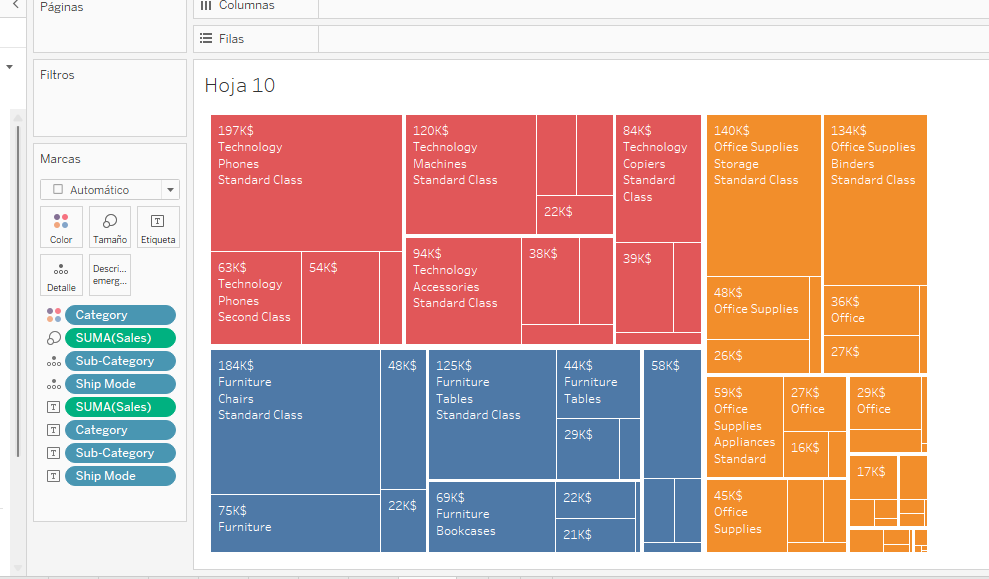 Páginas
Columnas
Filas
Filtros
Marcas
Automático
Color
Tamaño
Etiqueta
Detalle
Descri...
emerg...
Category
SUMA(Sales)
Sub-Category
Ship Mode
SUMA(Sales)
Category
Sub-Category
Ship Mode
Hoja 10
197K$
Technology
Phones
Standard Class
63K$
Technology
Phones
Second Class
54K$
120K$
Technology
Machines
Standard Class
22K$
94K$
Technology
Accessories
Standard Class
38K$
84K$
Technology
Copiers
Standard
Class
39K$
140K$
Office Supplies
Storage
Standard Class
48K$
Office Supplies
26K$
134K$
Office Supplies
Binders
Standard Class
36K$
Office
27K$
184K$
Furniture
Chairs
Standard Class
75K$
Furniture
48K$
22K$
125K$
Furniture
Tables
Standard Class
44K$
Furniture
Tables
29K$
58K$
69K$
Furniture
Bookcases
22K$
21K$
59K$
Office
Supplies
Appliances
Standard
27K$
Office
16K$
29K$
Office
17K$
45K$
Office
Supplies